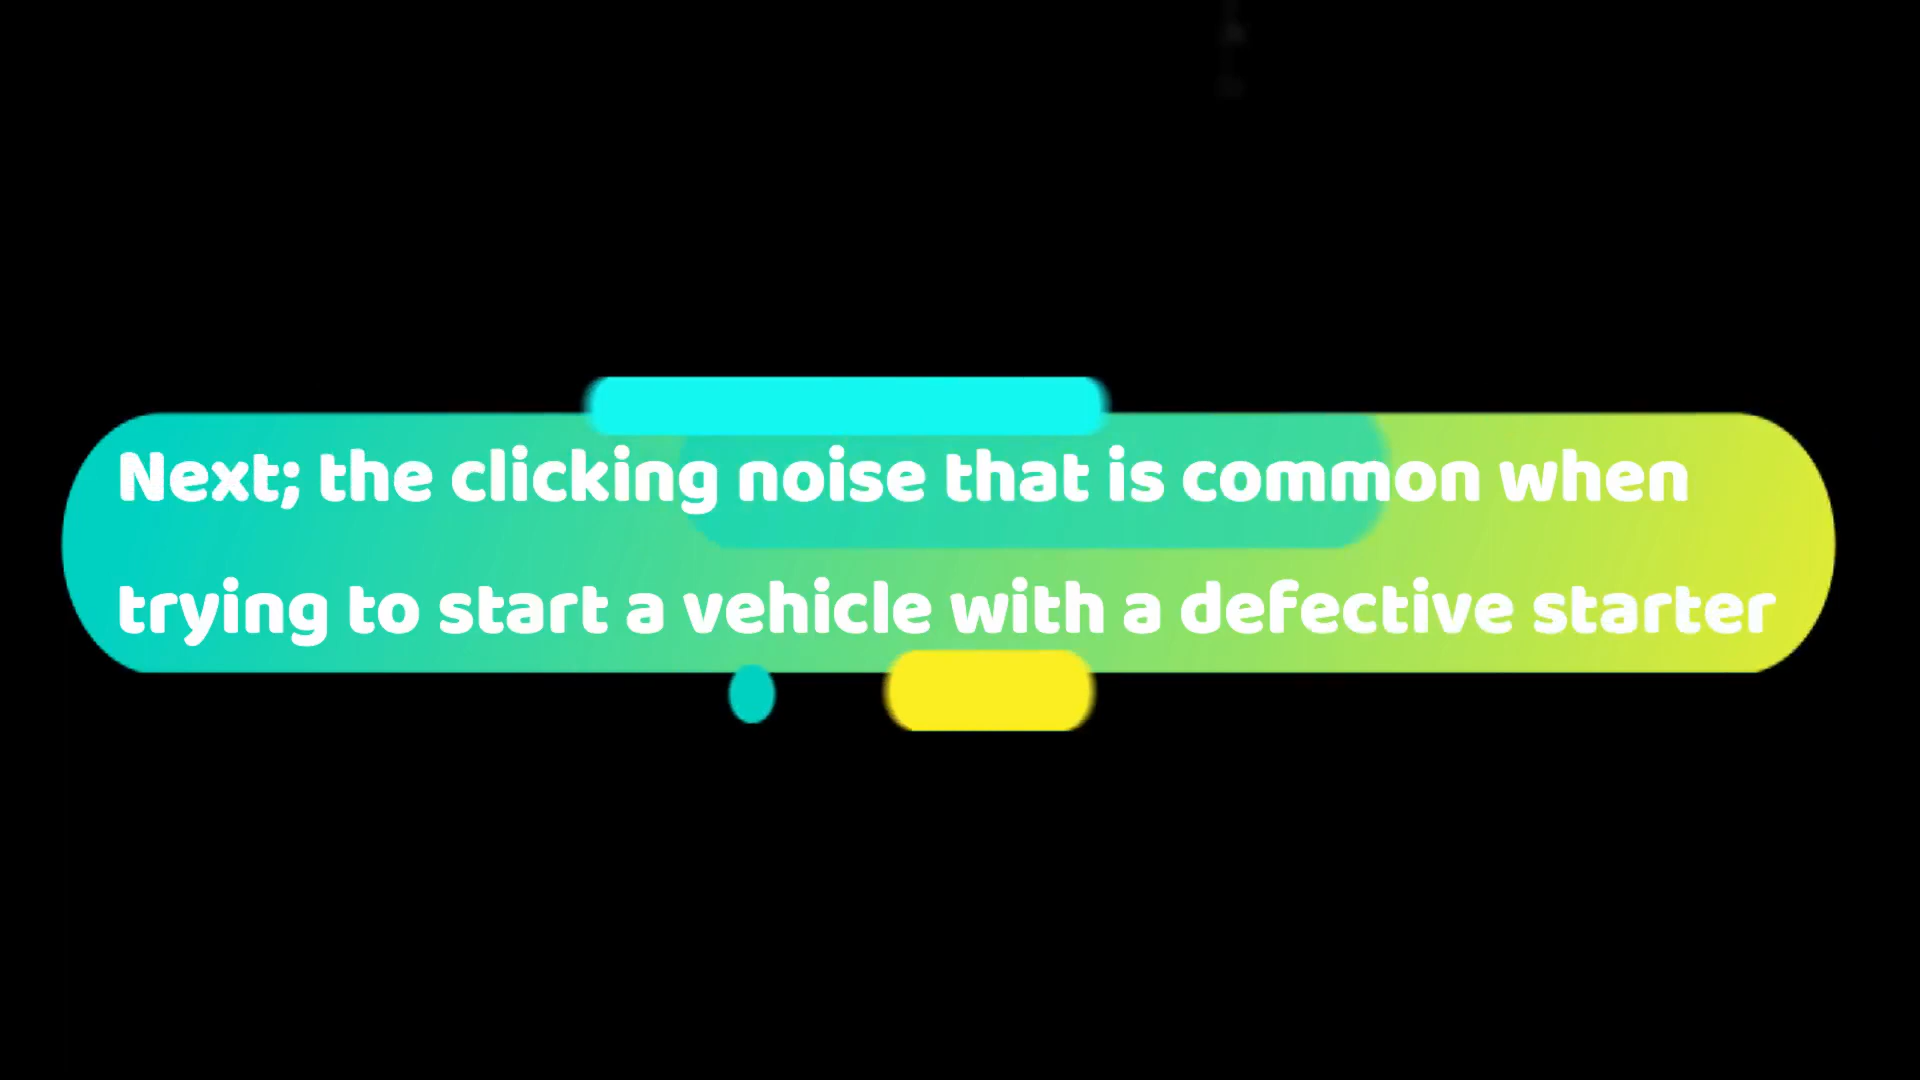 Next; the clicking noise that is common when
trying to start a vehicle with a defective starter